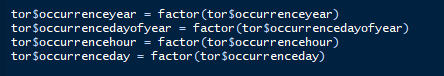 tor$occurrenceyear = factor(tor$occurrenceyear)
tor$occurrencedayofyear = factor(tor$occurrencedayofyear)
tor$occurrencehour = factor(tor$occurrencehour)
tor$occurrenceday = factor(tor$occurrenceday)